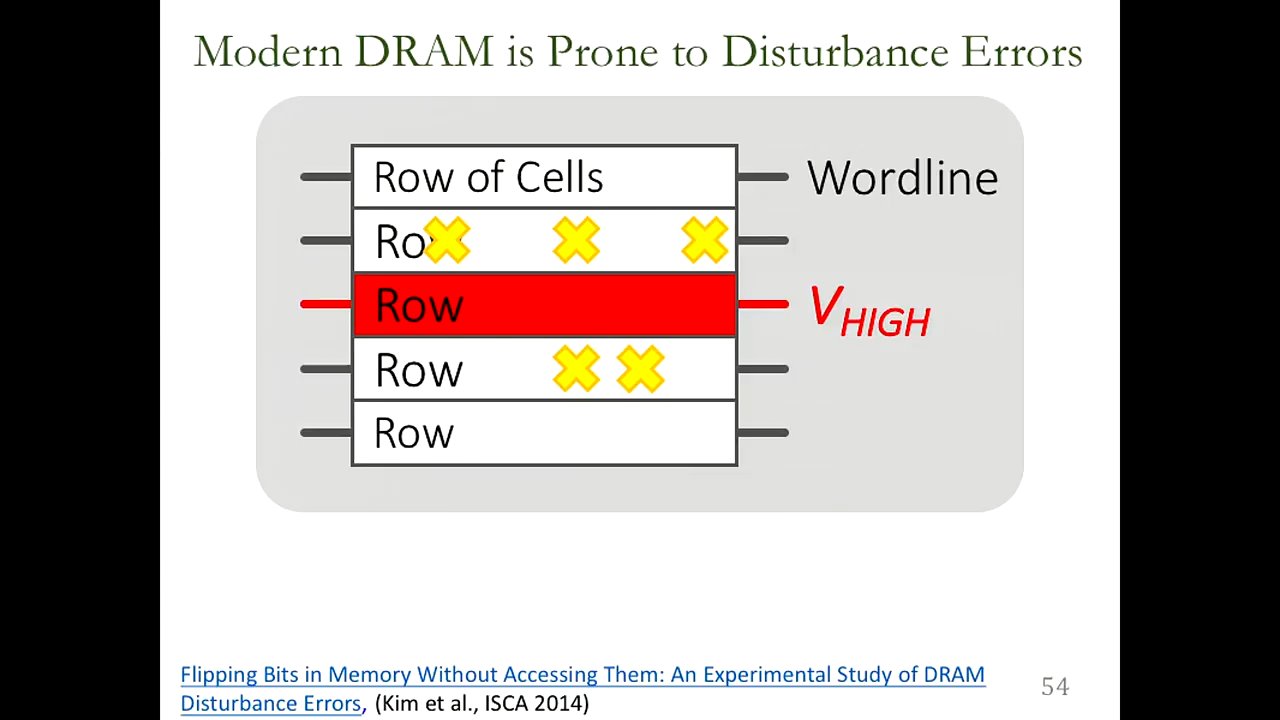 Modern DRAM is Prone to Disturbance Errors
Row of Cells
Wordline
Row
V HIGH
Row
Row
Flipping Bits in Memory Without Accessing Them: An Experimental Study of DRAM
Disturbance Errors, (Kim et al., ISCA 2014)
54